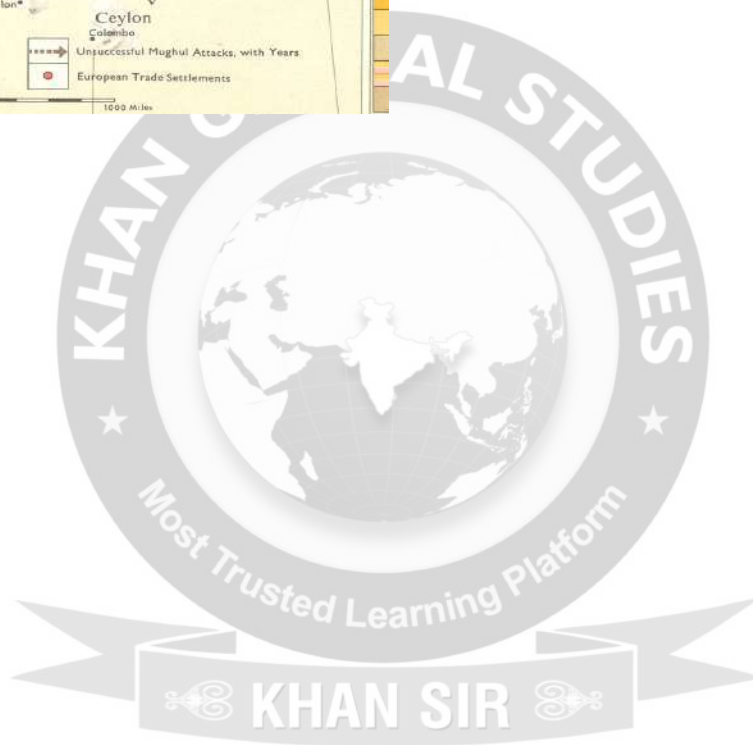 Ceylon
Colombo
Unsuccessful Mughul Attacks, with Years
European Trade Settlements
1000 Miles
KHAN G AL STUDIES
Most Trusted Learning Platform
KHAN SIR